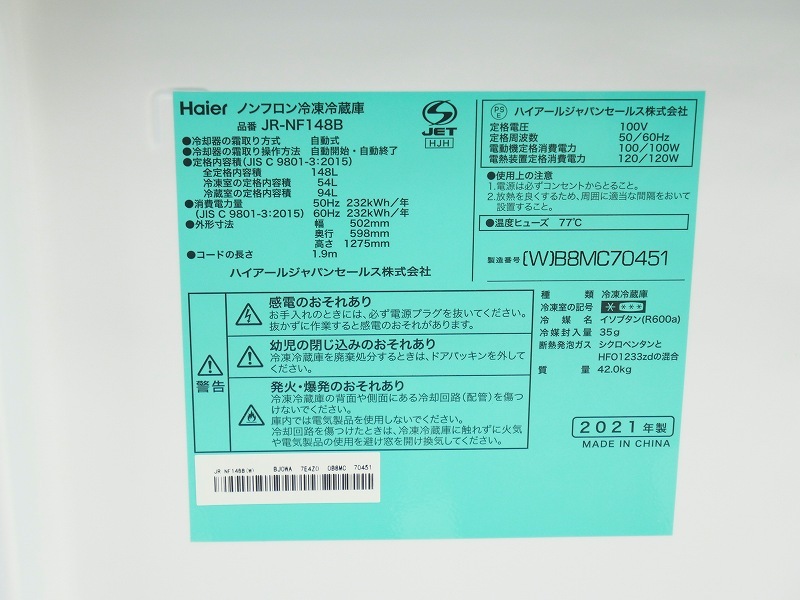 Haier ノンフロン冷凍冷蔵庫
品番 JR-NF148B
●冷却器の霜取り方式 自動式
●冷却器の霜取り操作方法 自動開始・自動終了
●定格内容積(JIS C 9801-3:2015)
全定格内容積 148L
冷凍室の定格内容積 54L
冷蔵室の定格内容積 94L
●消費電力量 50Hz 232kWh/年
(JIS C 9801-3:2015) 60Hz 232kWh/年
●外形寸法 幅 502mm
奥行 598mm
高さ 1275mm
●コードの長さ 1.9m
ハイアールジャパンセールス株式会社
S
JET
HJH
PS
E
ハイアールジャパンセールス株式会社
定格電圧 100V
定格周波数 50/60Hz
電動機定格消費電力 100/100W
電熱装置定格消費電力 120/120W
●使用上の注意
1.電源は必ずコンセントからとること。
2.放熱を良くするため、周囲に適当な間隔をおいて
設置すること。
●温度ヒューズ 77℃
製造番号 (W)B8MC70451
警告
感電のおそれあり
お手入れのときには、必ず電源プラグを抜いてください。
抜かずに作業すると感電のおそれがあります。
幼児の閉じ込みのおそれあり
冷凍冷蔵庫を廃棄処分するときは、ドアパッキンを外して
ください。
発火・爆発のおそれあり
冷凍冷蔵庫の背面や側面にある冷却回路(配管)を傷つ
けないでください。
庫内では電気製品を使用しないでください。
冷却回路を傷つけたときは、冷凍冷蔵庫に触れずに火気
や電気製品の使用を避け窓を開け換気してください。
種類 冷凍冷蔵庫
冷凍室の記号 * ***
冷媒名 イソブタン(R600a)
冷媒封入量 35g
断熱発泡ガス シクロペンタンと
HFO1233zdの混合
質量 42.0kg
2021年製
MADE IN CHINA
JR NF148B(W) BJ0WA 7E4Z0 0B8MC 70451